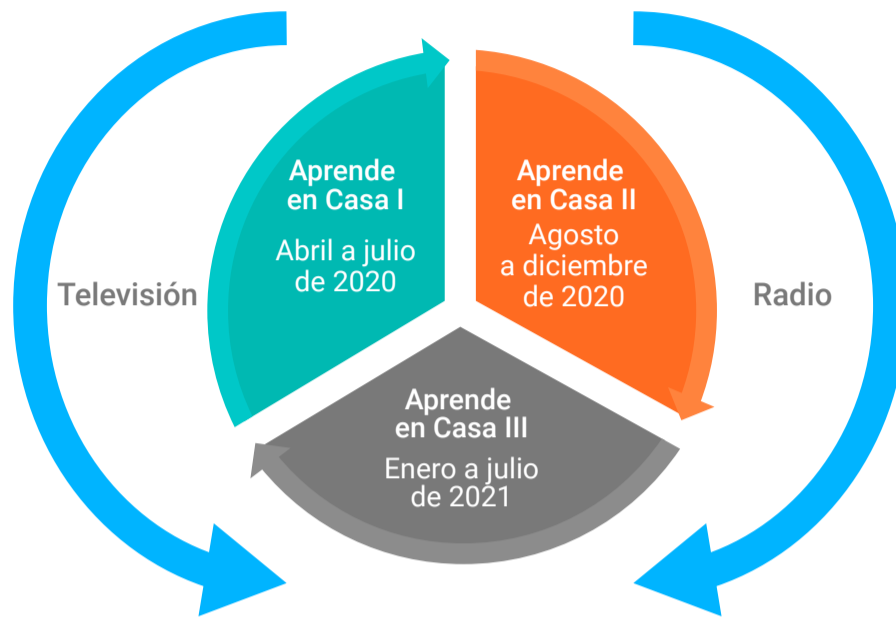 Aprende
en Casa I
Abril a julio
de 2020
Aprende
en Casa II
Agosto
a diciembre
de 2020
Televisión
Radio
Aprende
en Casa III
Enero a julio
de 2021